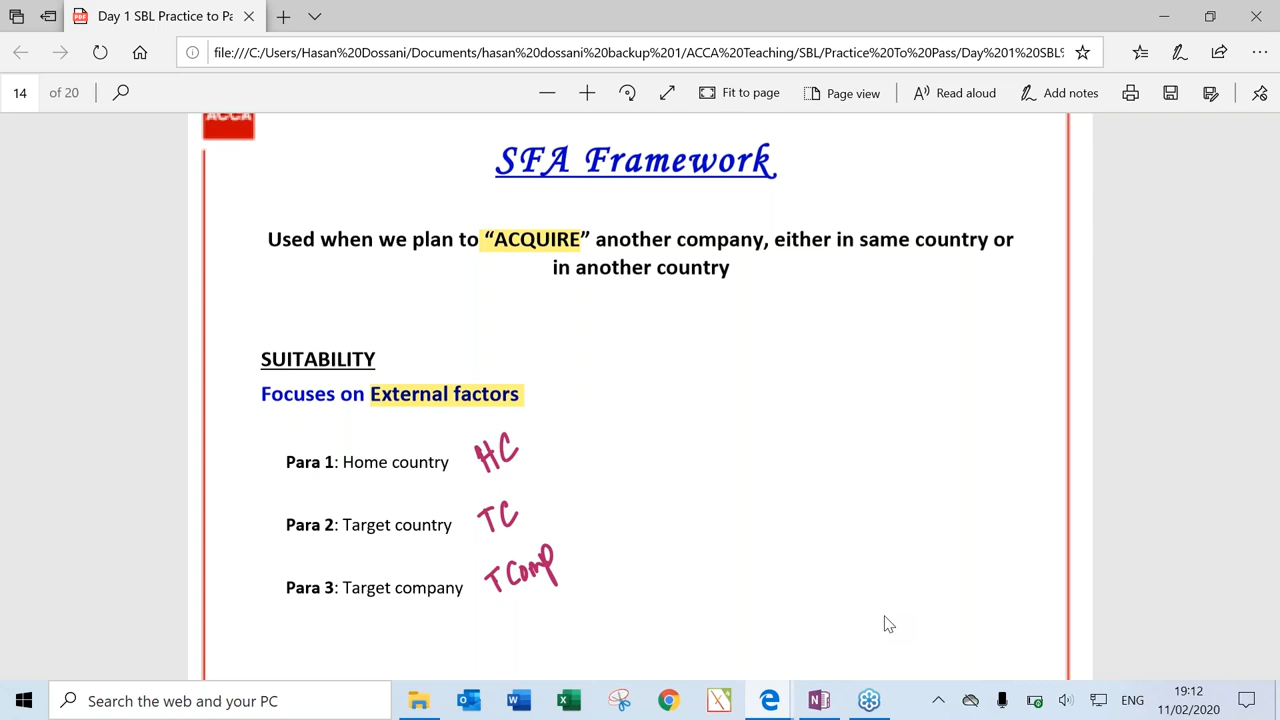 Day 1 SBL Practice to Pa
file:///C:/Users/Hasan%20Dossani/Documents/hasan%20dossani%20backup%201/ACCA%20Teaching/SBL/Practice%20To%20Pass/Day%201%20SBL%
14 of 20
Fit to page
Page view
Read aloud
Add notes
ACCA
SFA Framework
Used when we plan to “ACQUIRE” another company, either in same country or
in another country
SUITABILITY
Focuses on External factors
Para 1: Home country HC
Para 2: Target country TC
Para 3: Target company TComp
Search the web and your PC
ENG
19:12
11/02/2020